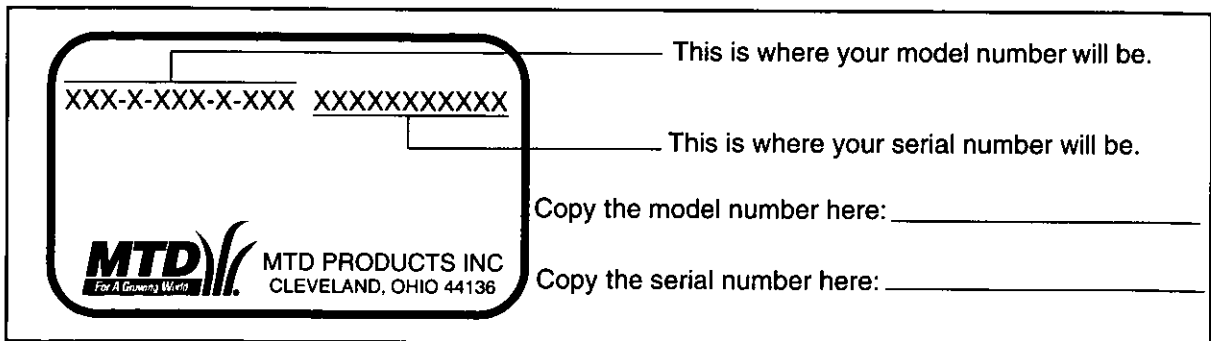 This is where your model number will be.
XXX-X-XXX-X-XXX XXXXXXXXXXX
This is where your serial number will be.
Copy the model number here:
MTD
For A Growing World
MTD PRODUCTS INC
CLEVELAND, OHIO 44136
Copy the serial number here: